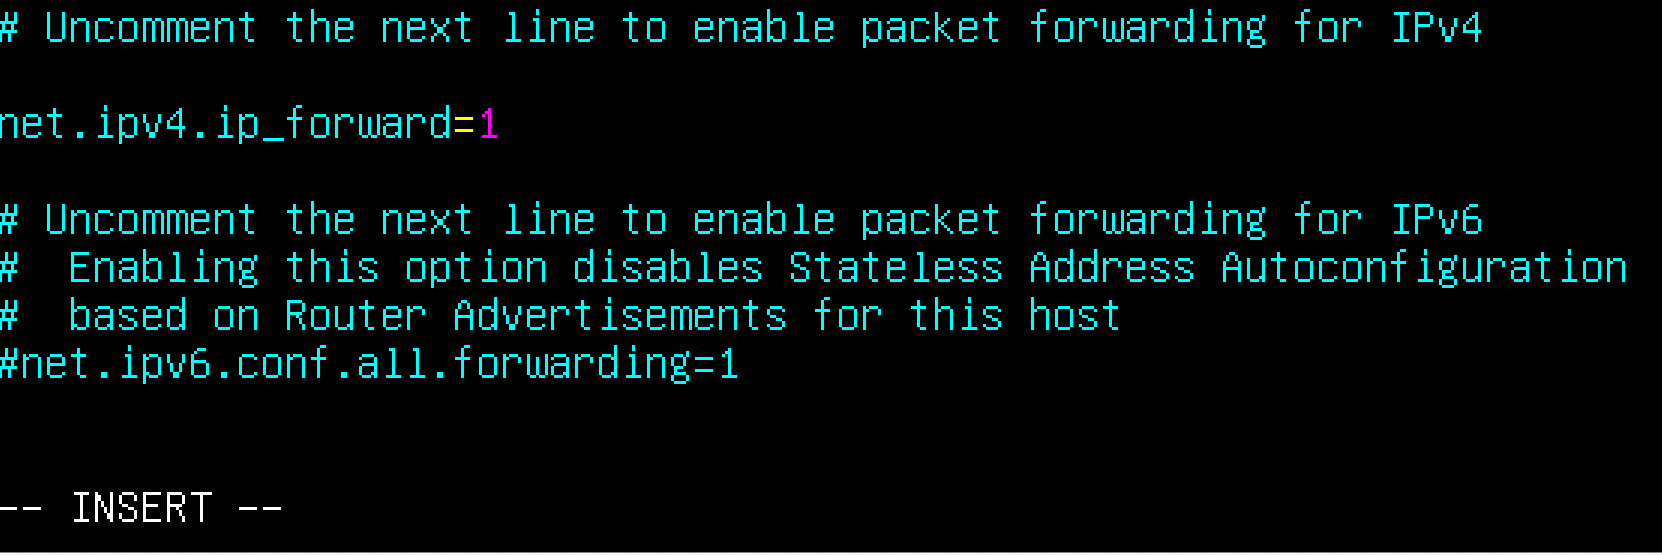 # Uncomment the next line to enable packet forwarding for IPv4
net.ipv4.ip_forward=1
# Uncomment the next line to enable packet forwarding for IPv6
#  Enabling this option disables Stateless Address Autoconfiguration
#  based on Router Advertisements for this host
#net.ipv6.conf.all.forwarding=1
-- INSERT --